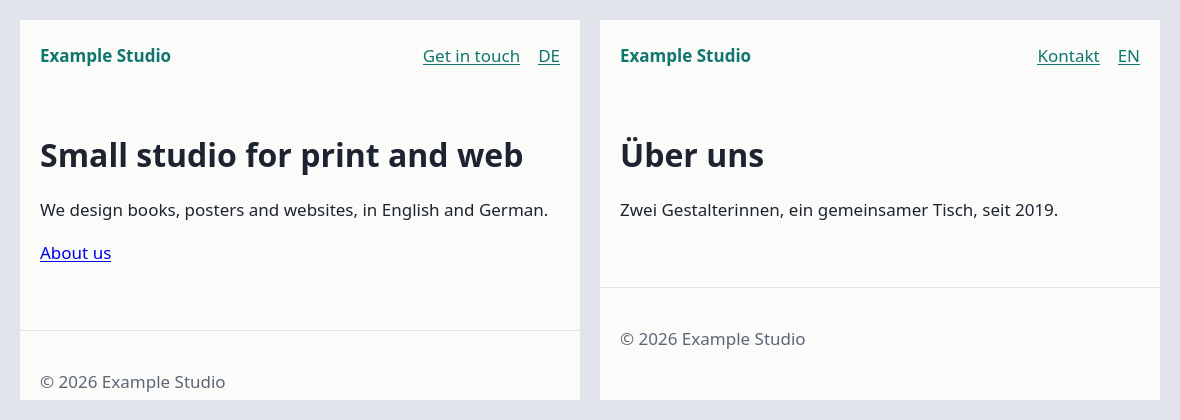 Example Studio
Get in touch DE
Small studio for print and web
We design books, posters and websites, in English and German.
About us
© 2026 Example Studio
Example Studio
Kontakt EN
Über uns
Zwei Gestalterinnen, ein gemeinsamer Tisch, seit 2019.
© 2026 Example Studio